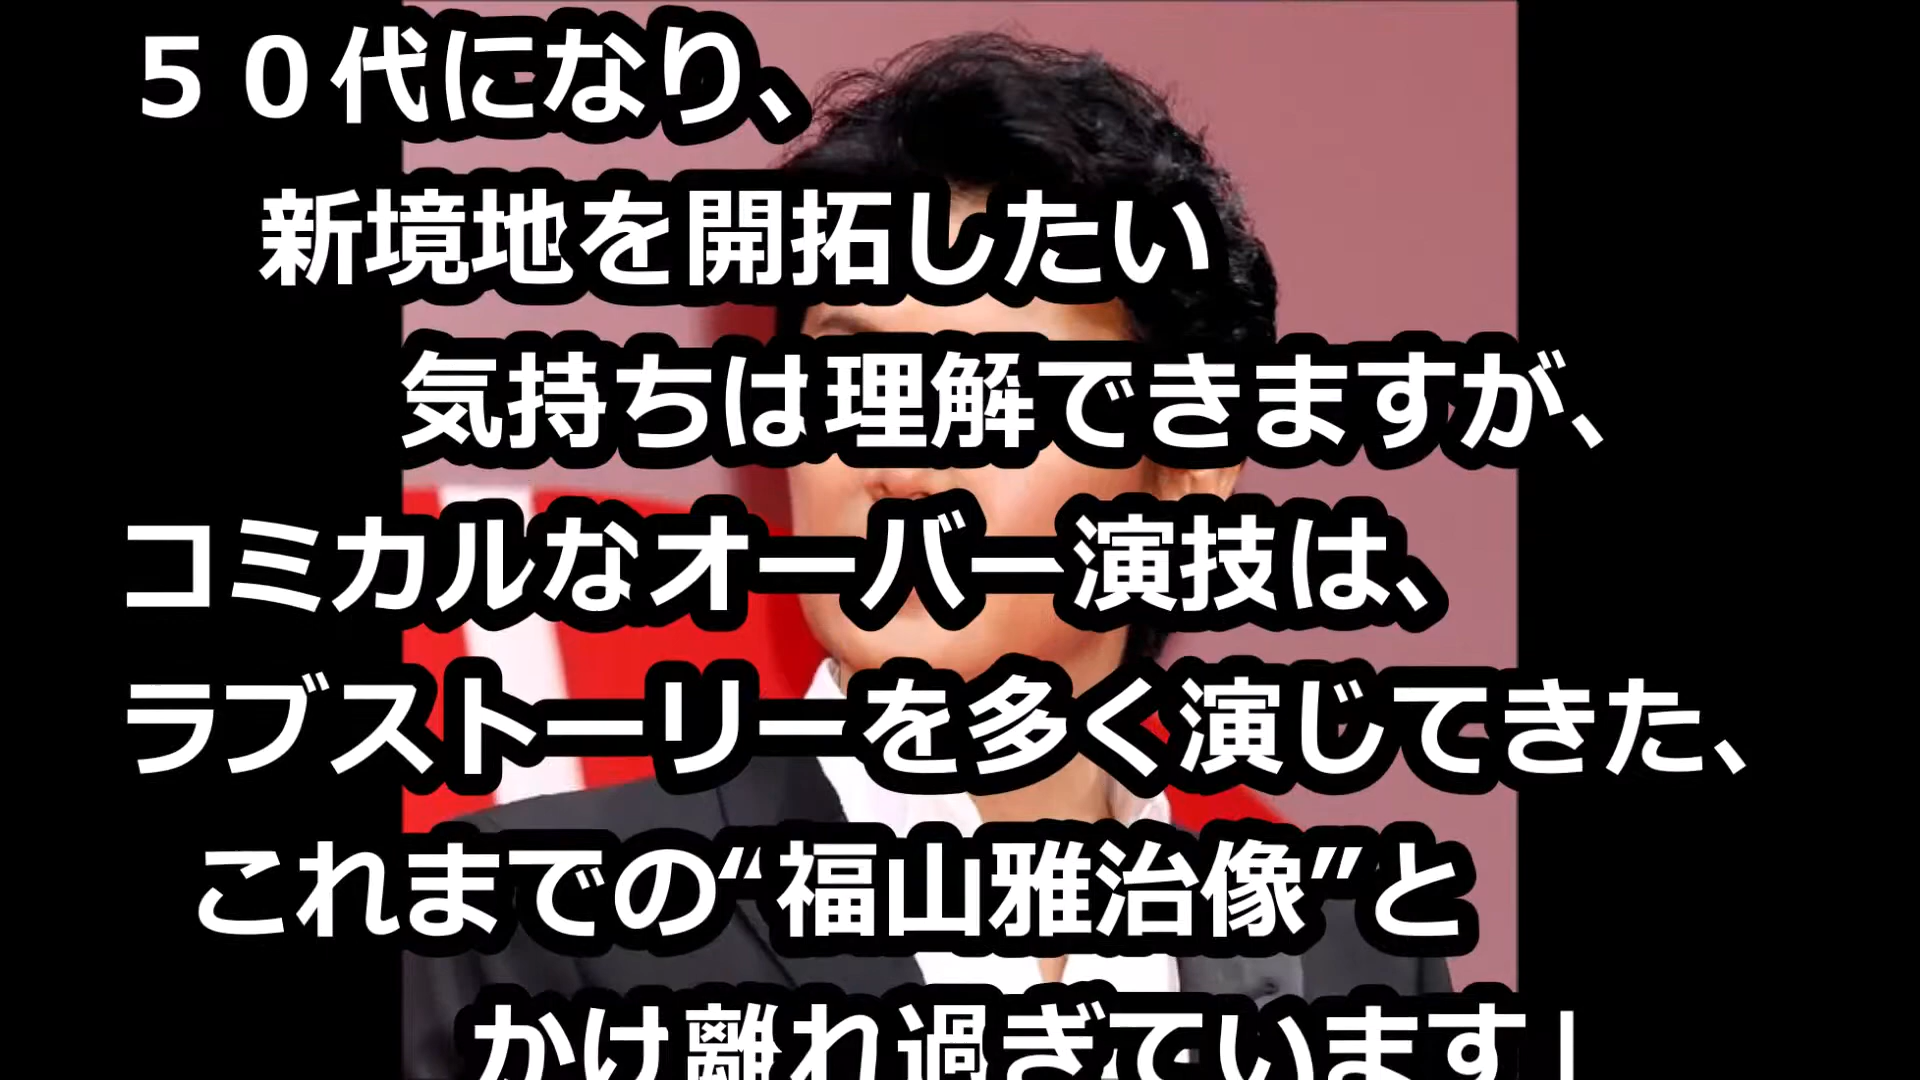 ５０代になり、
新境地を開拓したい
気持ちは理解できますが、
コミカルなオーバー演技は、
ラブストーリーを多く演じてきた、
これまでの“福山雅治像”と
かけ離れ過ぎています」